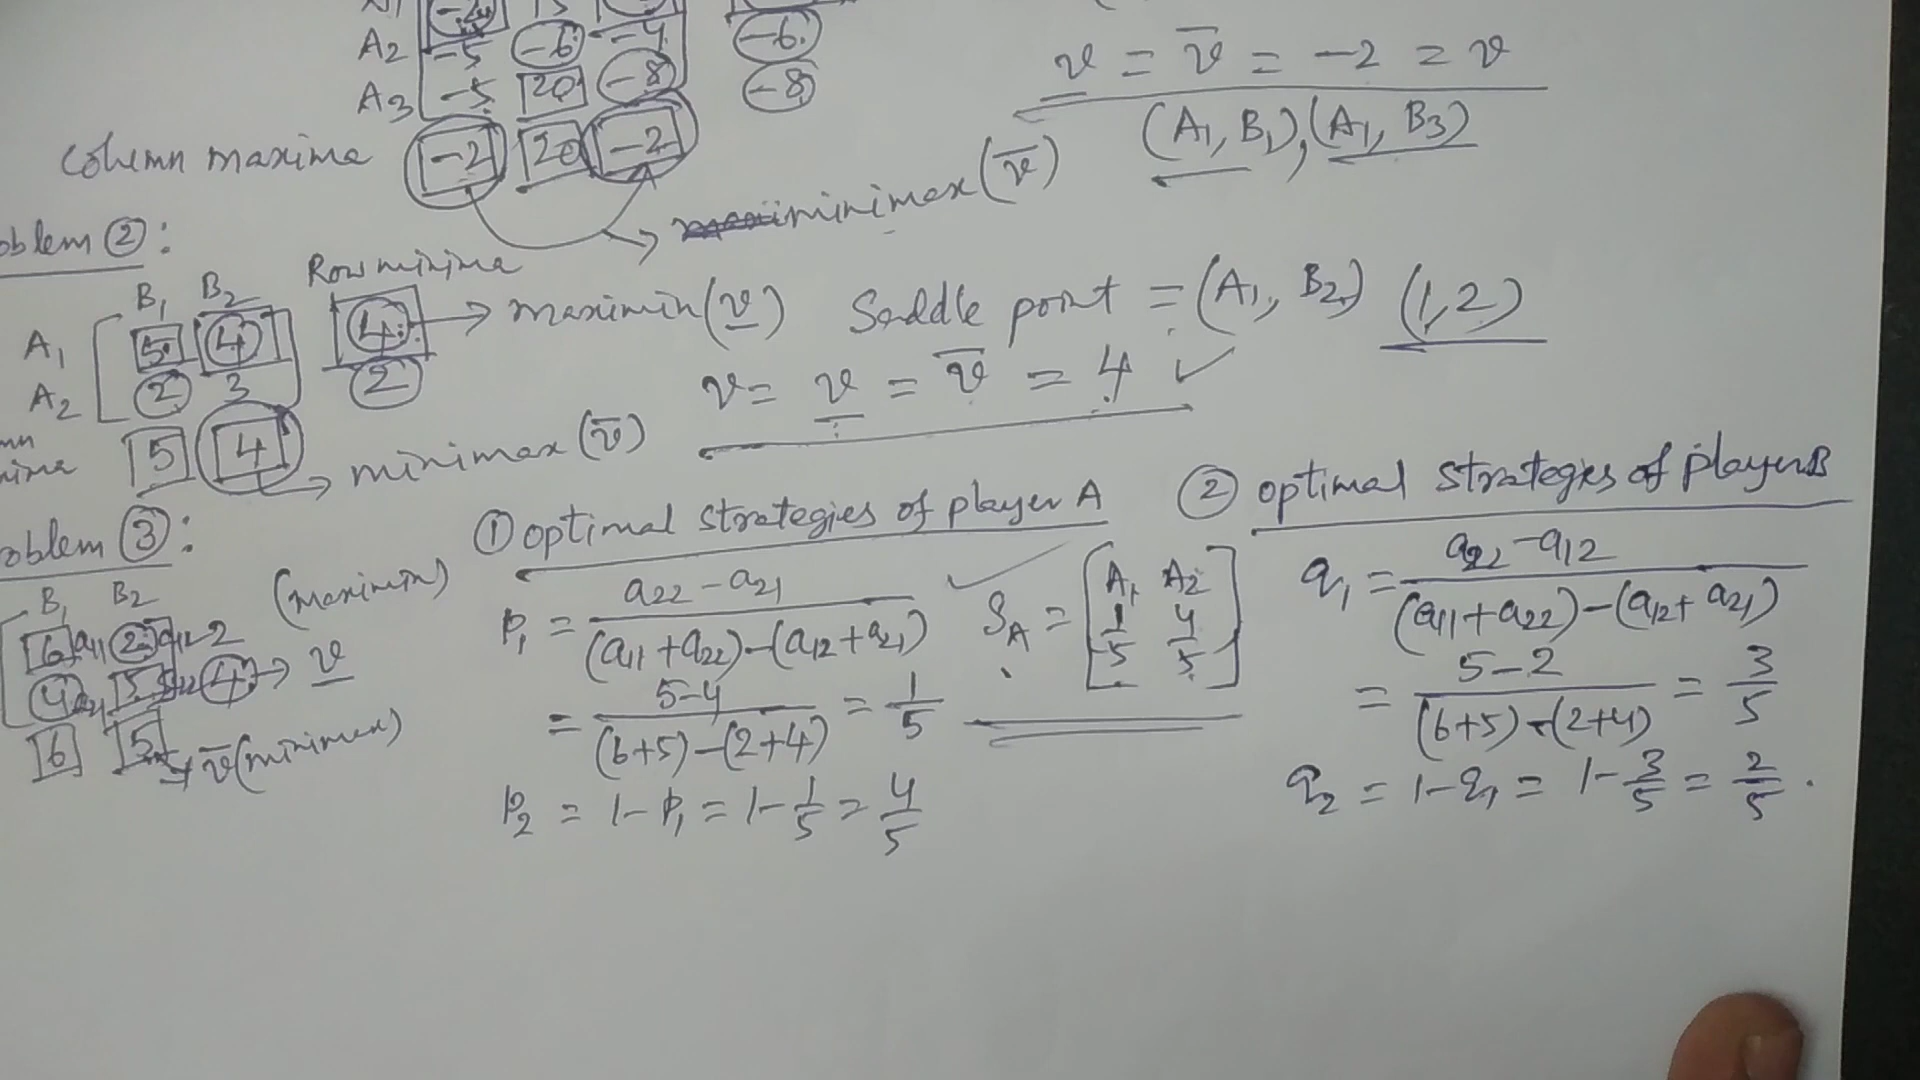 A2 -5 -6 -4 -6
A3 -5 20 -8 -8
v = v̄ = -2 = v
(A1, B1), (A1, B3)
Column maxima -2 20 -2
minimax (v̄)
oblem ②:
B1 B2 Row minima
A1 5 4 4 → maximin (v) Saddle point = (A1, B2) (1,2)
A2 2 3 2
v = v = v̄ = 4 ✓
5 4 → minimax (v̄)
oblem ③:
B1 B2 (maximin)
6 a11 2 a12 2
4 a21 5 a22 4 → v
6 5 → v̄ (minimax)
① optimal strategies of player A
p1 = a22 - a21 / (a11 + a22) - (a12 + a21)
= 5-4 / (6+5) - (2+4) = 1/5
p2 = 1 - p1 = 1 - 1/5 = 4/5
SA = [A1 A2
1/5 4/5]
② optimal strategies of player B
q1 = a22 - a12 / (a11 + a22) - (a12 + a21)
= 5-2 / (6+5) - (2+4) = 3/5
q2 = 1 - q1 = 1 - 3/5 = 2/5 .